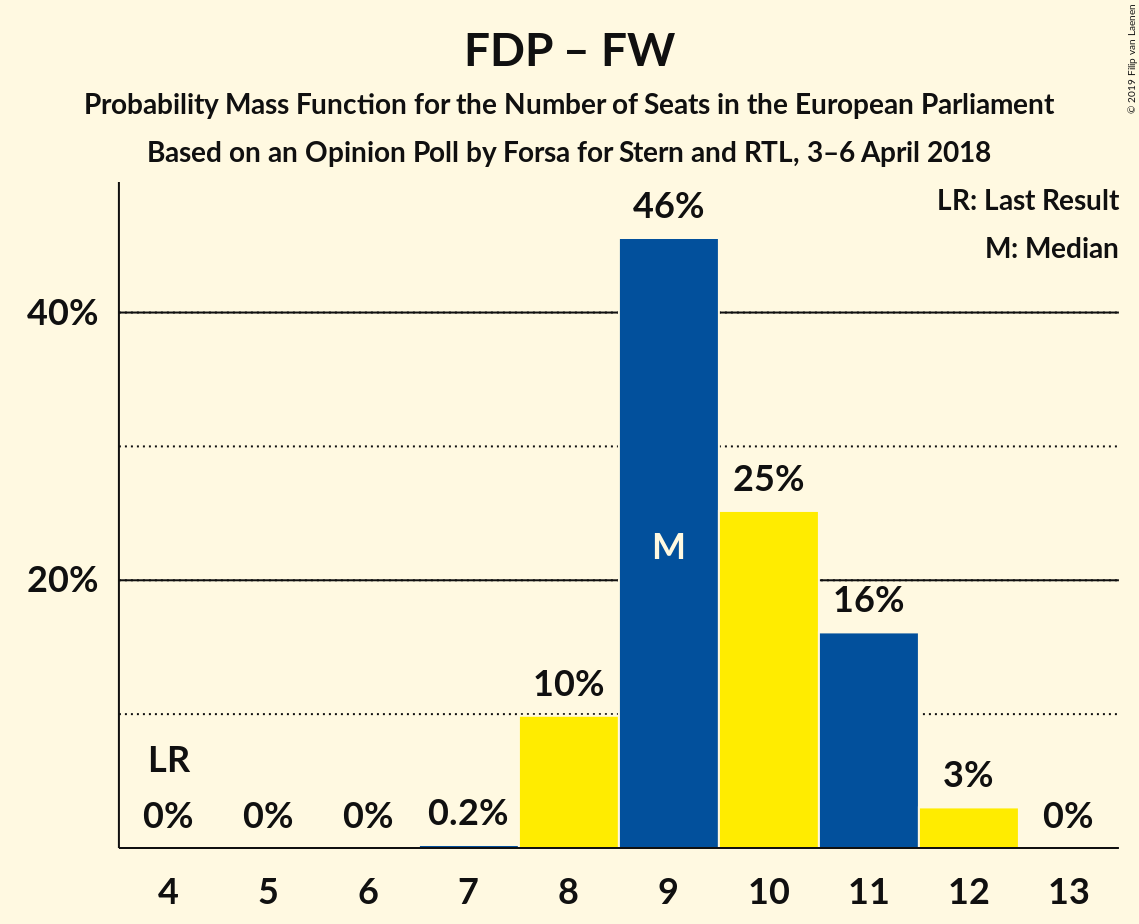 FDP – FW
Probability Mass Function for the Number of Seats in the European Parliament
Based on an Opinion Poll by Forsa for Stern and RTL, 3–6 April 2018
© 2019 Filip van Laenen
LR: Last Result
M: Median
46%
40%
25%
M
20%
16%
10%
LR
3%
0% 0% 0% 0.2% 0%
4 5 6 7 8 9 10 11 12 13